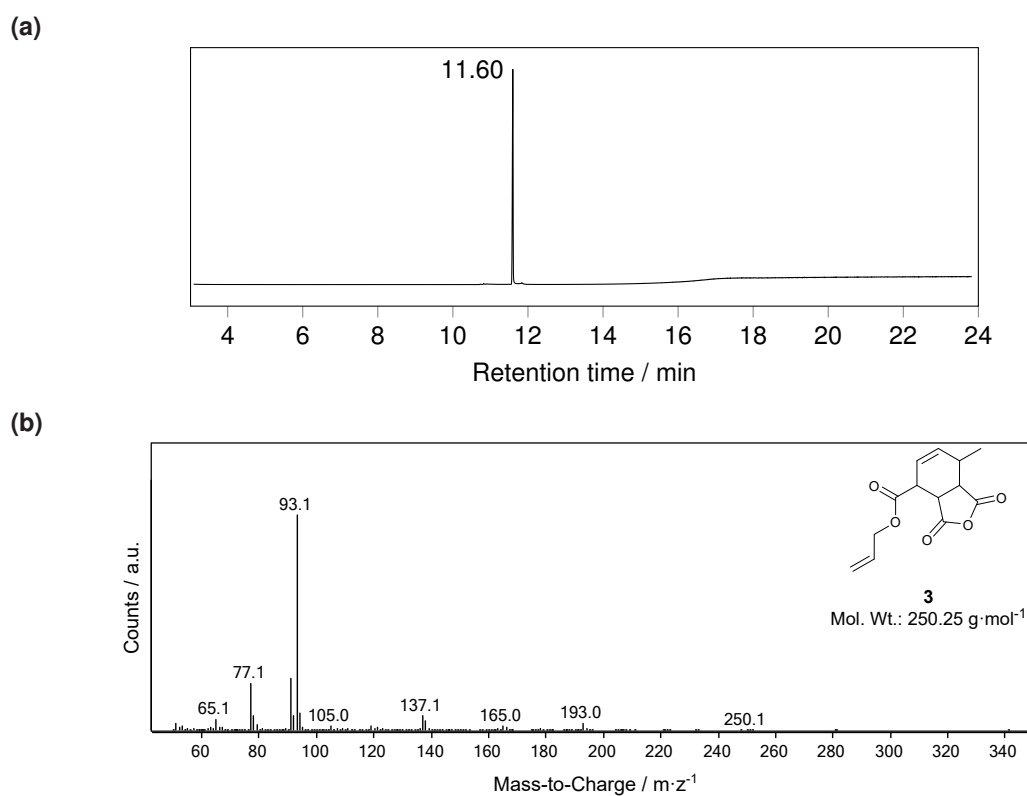 (a)
11.60
4 6 8 10 12 14 16 18 20 22 24
Retention time / min
(b)
Counts / a.u.
93.1
77.1
65.1
105.0
137.1
165.0
193.0
250.1
O
O
O
O
O
3
Mol. Wt.: 250.25 g·mol⁻¹
60 80 100 120 140 160 180 200 220 240 260 280 300 320 340
Mass-to-Charge / m·z⁻¹